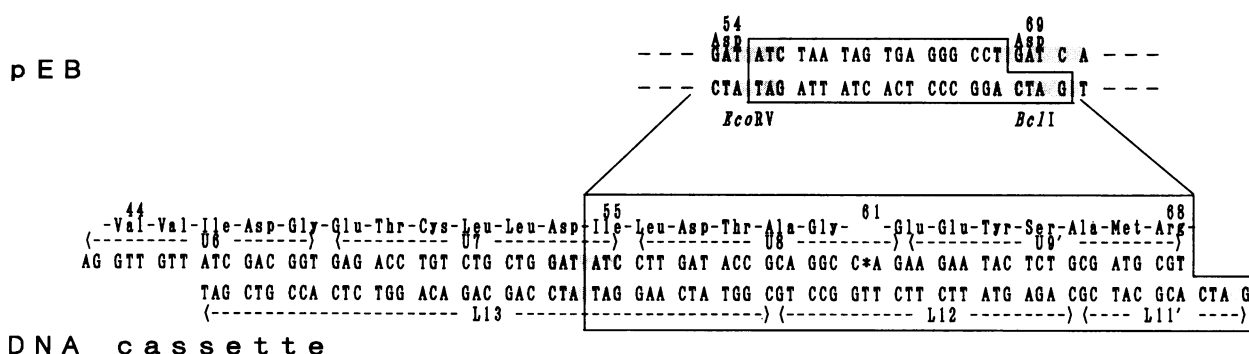 54 69
Asp Asp
pEB
--- GAT ATC TAA TAG TGA GGG CCT GAT C A ---
--- CTA TAG ATT ATC ACT CCC GGA CTA G T ---
EcoRV BclI
44 55 61 68
-Val-Val-Ile-Asp-Gly-Glu-Thr-Cys-Leu-Leu-Asp-Ile-Leu-Asp-Thr-Ala-Gly- -Glu-Glu-Tyr-Ser-Ala-Met-Arg-
⟨-------- U6 --------⟩ ⟨-------- U7 --------⟩ ⟨-------- U8 --------⟩ ⟨-------- U9' --------⟩
AG GTT GTT ATC GAC GGT GAG ACC TGT CTG CTG GAT ATC CTT GAT ACC GCA GGC C*A GAA GAA TAC TCT GCG ATG CGT
TAG CTG CCA CTC TGG ACA GAC GAC CTA TAG GAA CTA TGG CGT CCG GTT CTT CTT ATG AGA CGC TAC GCA CTAG
⟨-------- L13 --------⟩ ⟨-------- L12 --------⟩ ⟨---- L11' ----⟩
DNA cassette